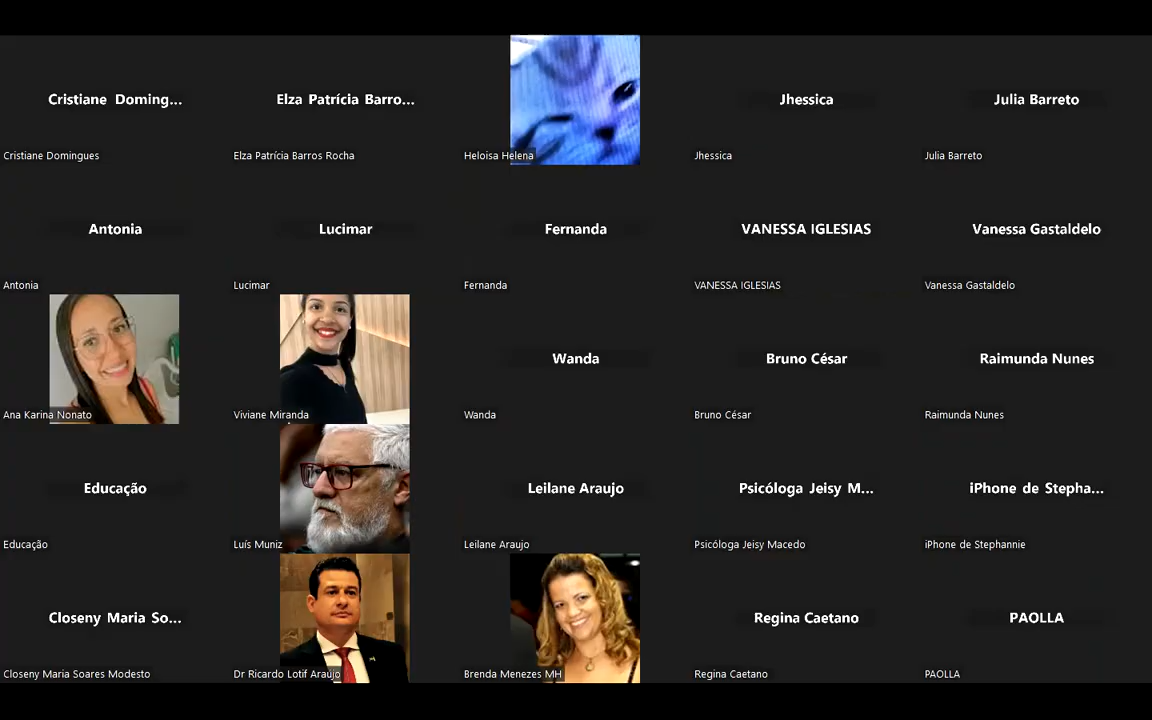 Cristiane Doming...
Elza Patrícia Barro...
Jhessica
Julia Barreto
Cristiane Domingues
Elza Patrícia Barros Rocha
Heloisa Helena
Jhessica
Julia Barreto
Antonia
Lucimar
Fernanda
VANESSA IGLESIAS
Vanessa Gastaldelo
Antonia
Lucimar
Fernanda
VANESSA IGLESIAS
Vanessa Gastaldelo
Wanda
Bruno César
Raimunda Nunes
Ana Karina Nonato
Viviane Miranda
Wanda
Bruno César
Raimunda Nunes
Educação
Leilane Araujo
Psicóloga Jeisy M...
iPhone de Stepha...
Educação
Luís Muniz
Leilane Araujo
Psicóloga Jeisy Macedo
iPhone de Stephannie
Closeny Maria So...
Regina Caetano
PAOLLA
Closeny Maria Soares Modesto
Dr Ricardo Lotif Araújo
Brenda Menezes MH
Regina Caetano
PAOLLA